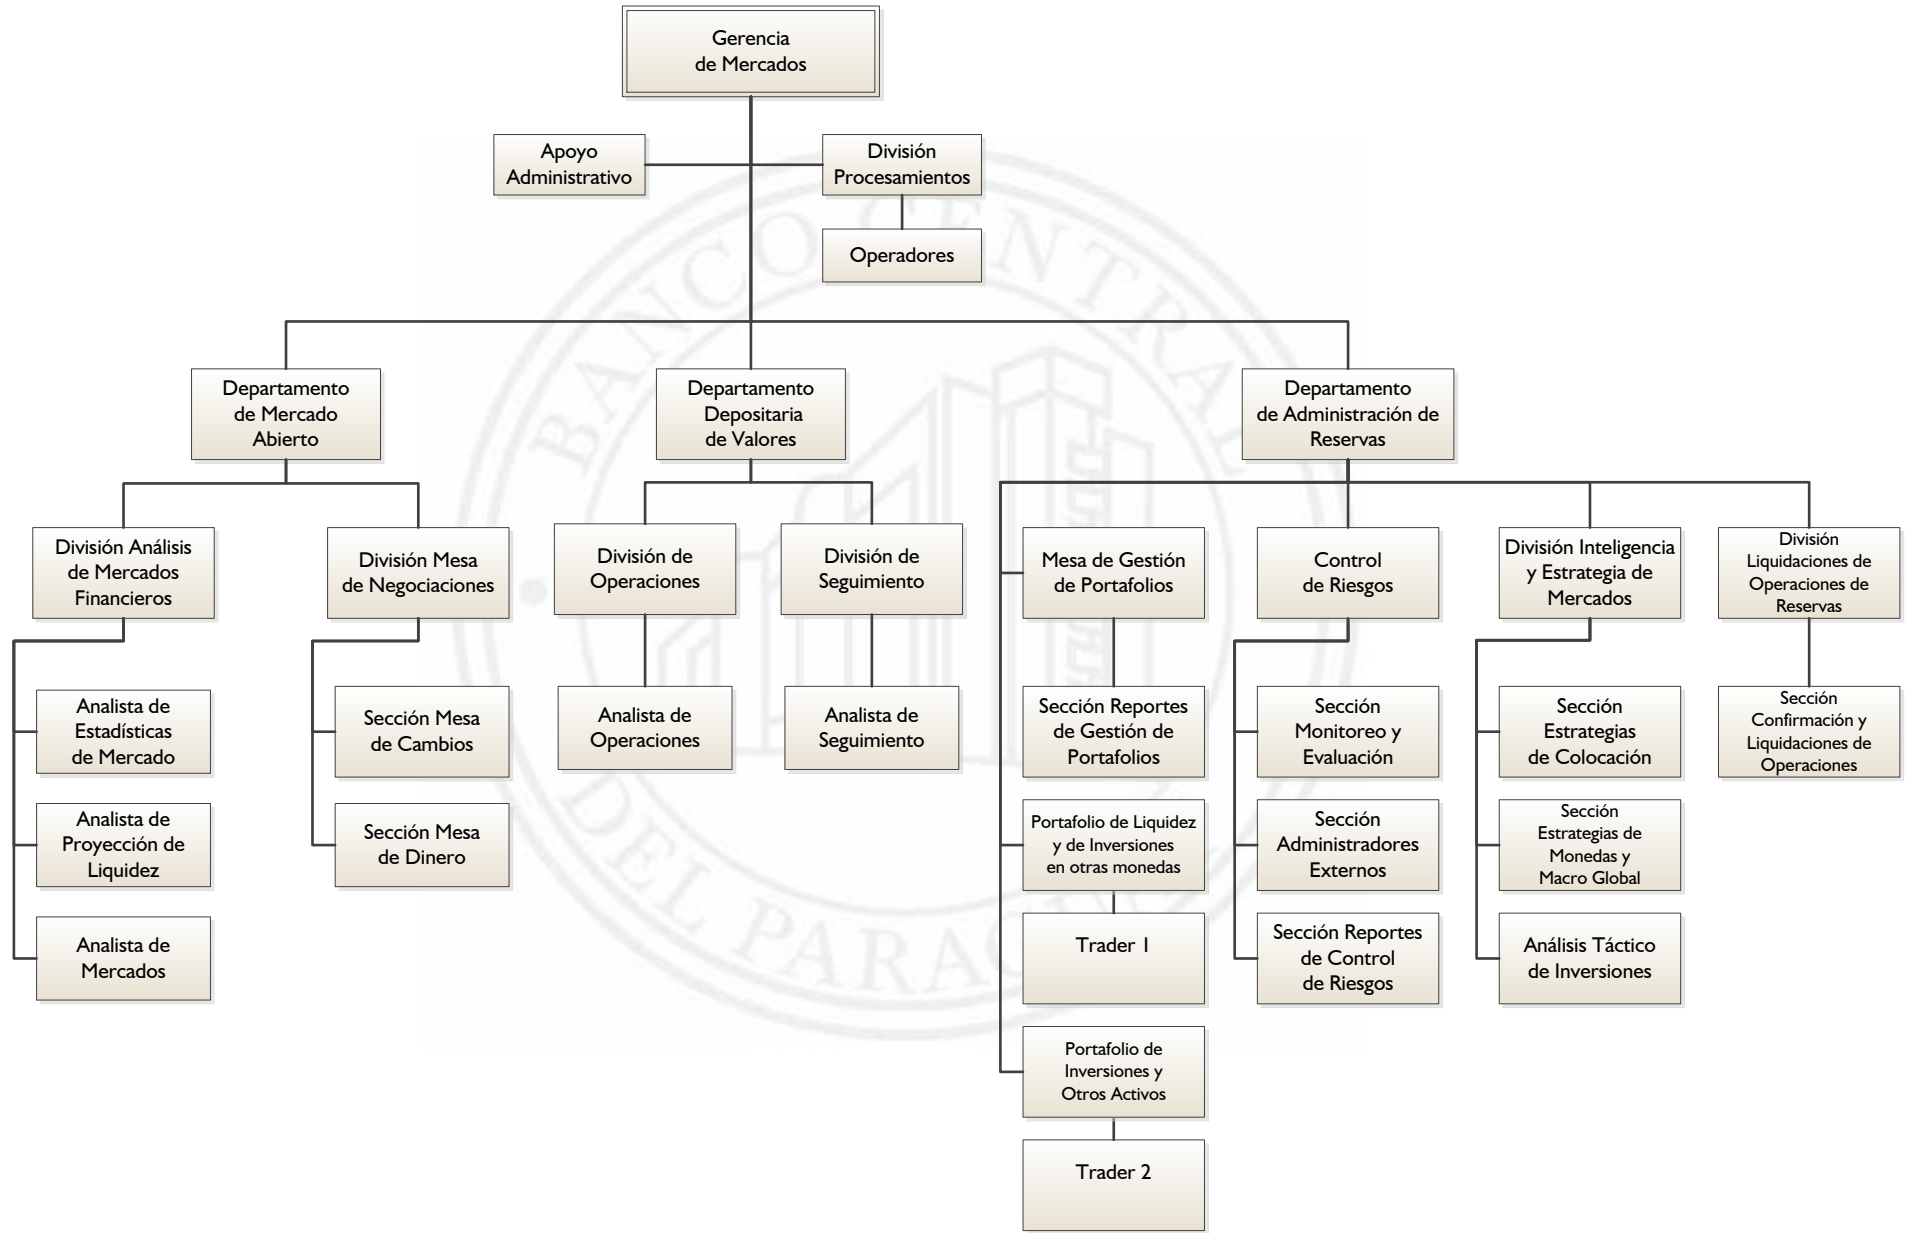 Gerencia
de Mercados
Apoyo
Administrativo
División
Procesamientos
Operadores
Departamento
de Mercado
Abierto
Departamento
Depositaria
de Valores
Departamento
de Administración de
Reservas
División Análisis
de Mercados
Financieros
División Mesa
de Negociaciones
División de
Operaciones
División de
Seguimiento
Mesa de Gestión
de Portafolios
Control
de Riesgos
División Inteligencia
y Estrategia de
Mercados
División
Liquidaciones de
Operaciones de
Reservas
Analista de
Estadísticas
de Mercado
Sección Mesa
de Cambios
Analista de
Operaciones
Analista de
Seguimiento
Sección Reportes
de Gestión de
Portafolios
Sección
Monitoreo y
Evaluación
Sección
Estrategias
de Colocación
Sección
Confirmación y
Liquidaciones de
Operaciones
Analista de
Proyección de
Liquidez
Sección Mesa
de Dinero
Portafolio de Liquidez
y de Inversiones
en otras monedas
Sección
Administradores
Externos
Sección
Estrategias de
Monedas y
Macro Global
Analista de
Mercados
Trader 1
Sección Reportes
de Control
de Riesgos
Análisis Táctico
de Inversiones
Portafolio de
Inversiones y
Otros Activos
Trader 2
BANCO CENTRAL
DEL PARAGUAY